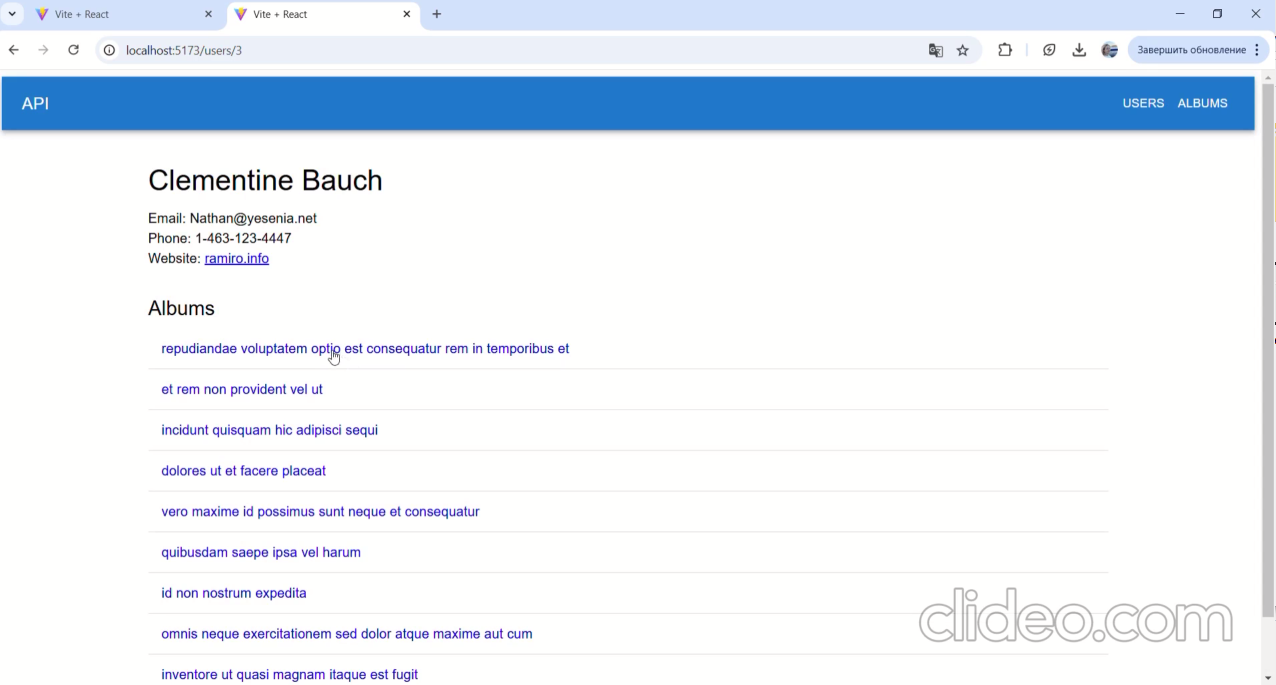 Vite + React
Vite + React
localhost:5173/users/3
Завершить обновление
API
USERS ALBUMS
Clementine Bauch
Email: Nathan@yesenia.net
Phone: 1-463-123-4447
Website: ramiro.info
Albums
repudiandae voluptatem optio est consequatur rem in temporibus et
et rem non provident vel ut
incidunt quisquam hic adipisci sequi
dolores ut et facere placeat
vero maxime id possimus sunt neque et consequatur
quibusdam saepe ipsa vel harum
id non nostrum expedita
omnis neque exercitationem sed dolor atque maxime aut cum
inventore ut quasi magnam itaque est fugit
clideo.com